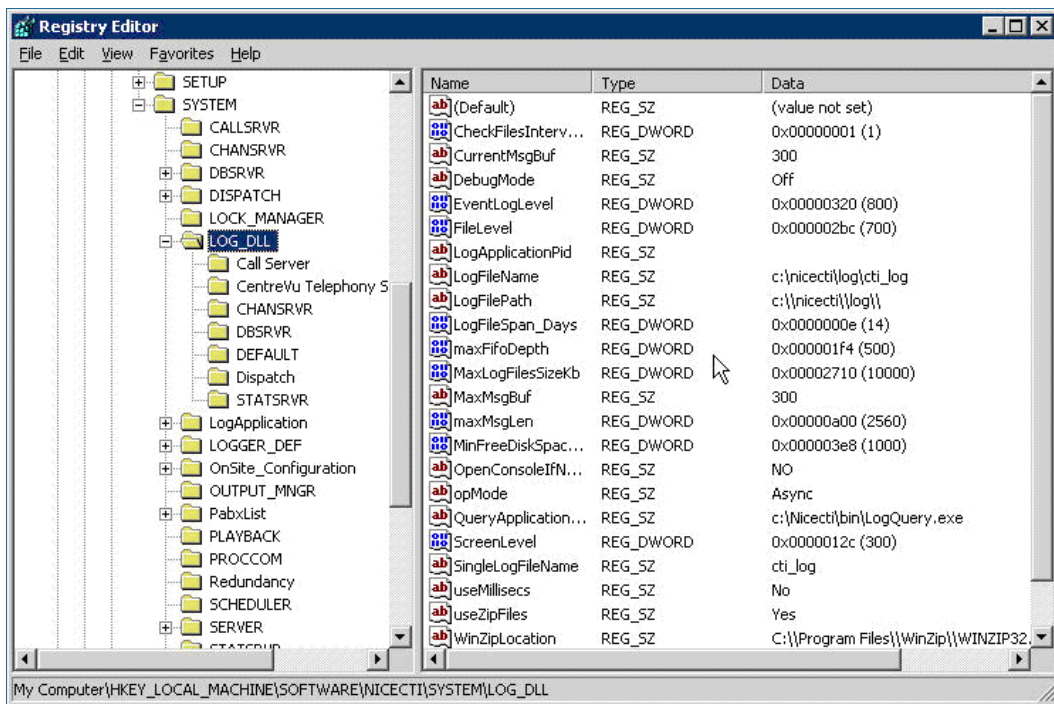 Registry Editor
File Edit View Favorites Help
SETUP
SYSTEM
CALLSRVR
CHANSRVR
DBSRVR
DISPATCH
LOCK_MANAGER
LOG_DLL
Call Server
CentreVu Telephony S
CHANSRVR
DBSRVR
DEFAULT
Dispatch
STATSRVR
LogApplication
LOGGER_DEF
OnSite_Configuration
OUTPUT_MNGR
PabxList
PLAYBACK
PROCCOM
Redundancy
SCHEDULER
SERVER
Name Type Data
(Default) REG_SZ (value not set)
CheckFilesInterv... REG_DWORD 0x00000001 (1)
CurrentMsgBuf REG_SZ 300
DebugMode REG_SZ Off
EventLogLevel REG_DWORD 0x00000320 (800)
FileLevel REG_DWORD 0x000002bc (700)
LogApplicationPid REG_SZ
LogFileName REG_SZ c:\nicecti\log\cti_log
LogFilePath REG_SZ c:\\nicecti\\log\\
LogFileSpan_Days REG_DWORD 0x0000000e (14)
maxFifoDepth REG_DWORD 0x000001f4 (500)
MaxLogFilesSizeKb REG_DWORD 0x00002710 (10000)
MaxMsgBuf REG_SZ 300
maxMsgLen REG_DWORD 0x00000a00 (2560)
MinFreeDiskSpac... REG_DWORD 0x000003e8 (1000)
OpenConsoleIfN... REG_SZ NO
opMode REG_SZ Async
QueryApplication... REG_SZ c:\Nicecti\bin\LogQuery.exe
ScreenLevel REG_DWORD 0x0000012c (300)
SingleLogFileName REG_SZ cti_log
useMillisecs REG_SZ No
useZipFiles REG_SZ Yes
WinZipLocation REG_SZ C:\\Program Files\\WinZip\\WINZIP32.
My Computer\HKEY_LOCAL_MACHINE\SOFTWARE\NICECTI\SYSTEM\LOG_DLL